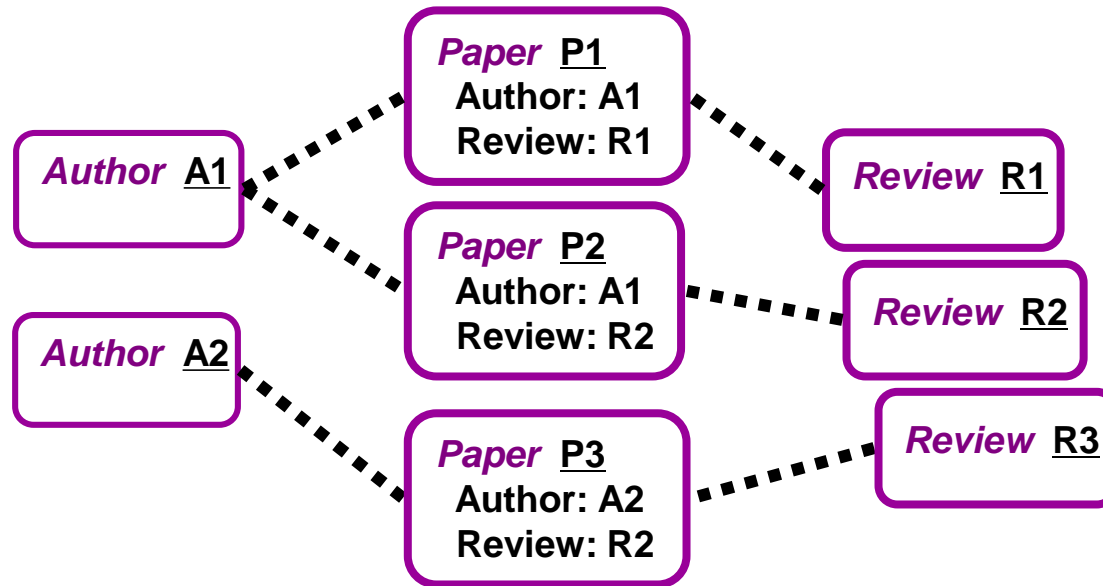 Author A1
Author A2
Paper P1
Author: A1
Review: R1
Paper P2
Author: A1
Review: R2
Paper P3
Author: A2
Review: R2
Review R1
Review R2
Review R3